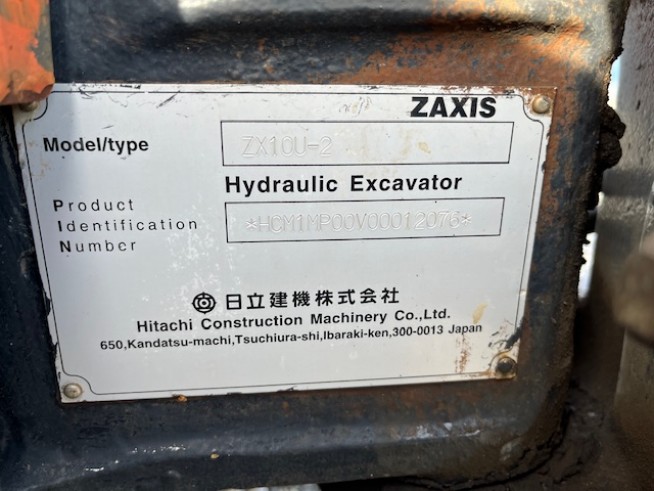 ZAXIS
Model/type ZX10U-2
Hydraulic Excavator
Product
Identification *HCM1MP00V00012076*
Number
日立建機株式会社
Hitachi Construction Machinery Co.,Ltd.
650,Kandatsu-machi,Tsuchiura-shi,Ibaraki-ken,300-0013 Japan